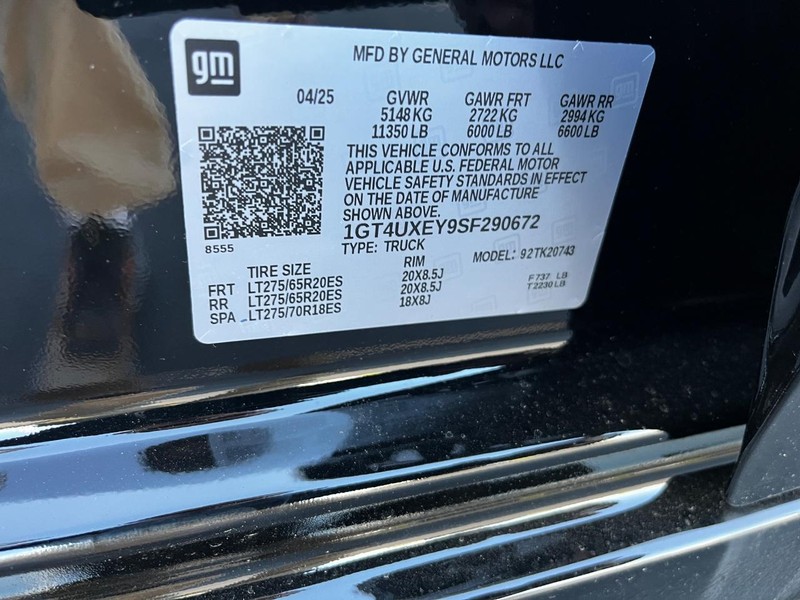 gm
MFD BY GENERAL MOTORS LLC
04/25 GVWR GAWR FRT GAWR RR
5148 KG 2722 KG 2994 KG
11350 LB 6000 LB 6600 LB
THIS VEHICLE CONFORMS TO ALL
APPLICABLE U.S. FEDERAL MOTOR
VEHICLE SAFETY STANDARDS IN EFFECT
ON THE DATE OF MANUFACTURE
SHOWN ABOVE.
8555
1GT4UXEY9SF290672
TYPE: TRUCK MODEL: 92TK20743
TIRE SIZE RIM
FRT LT275/65R20ES 20X8.5J F 737 LB
RR LT275/65R20ES 20X8.5J T 2230 LB
SPA LT275/70R18ES 18X8J